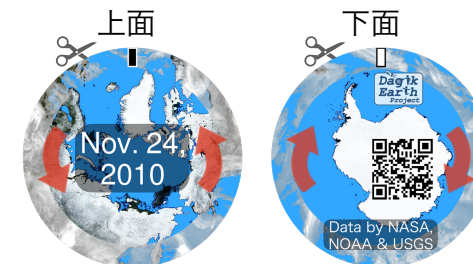 上面
下面
Nov. 24,
2010
Dagik
Earth
Project
Data by NASA,
NOAA & USGS